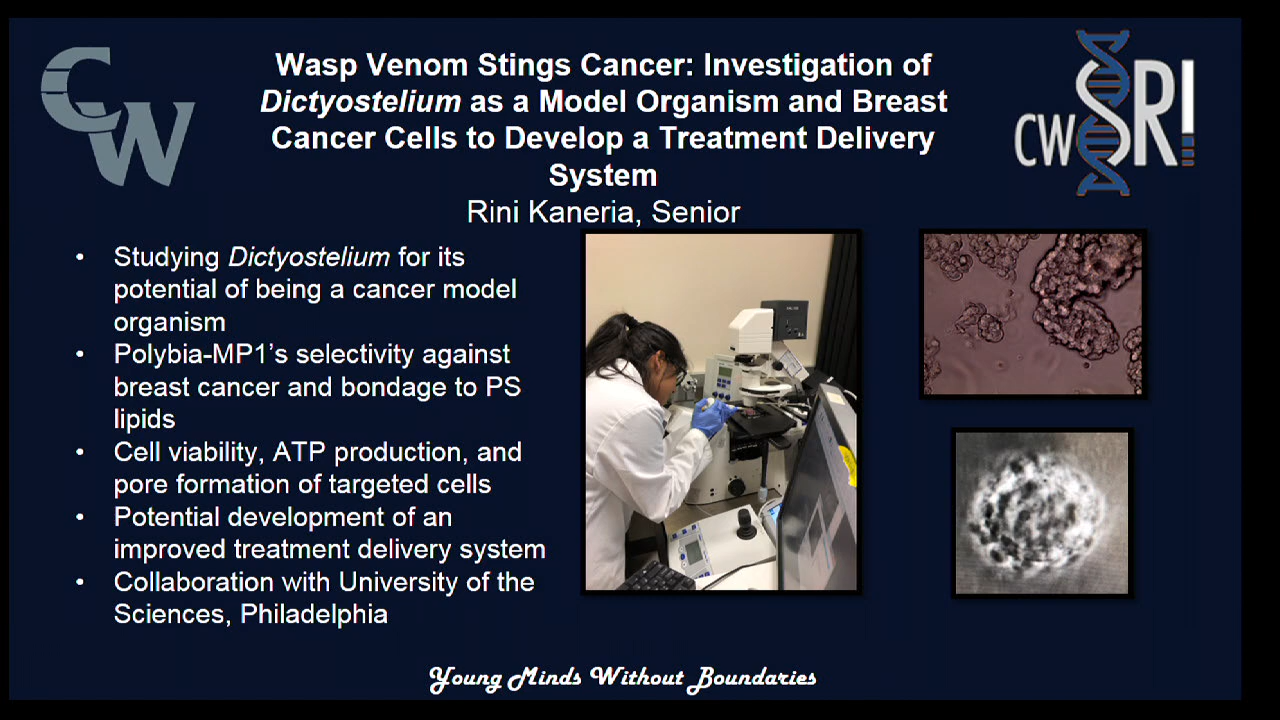 CW
Wasp Venom Stings Cancer: Investigation of
Dictyostelium as a Model Organism and Breast
Cancer Cells to Develop a Treatment Delivery
System
Rini Kaneria, Senior
CWSRI
• Studying Dictyostelium for its
potential of being a cancer model
organism
• Polybia-MP1’s selectivity against
breast cancer and bondage to PS
lipids
• Cell viability, ATP production, and
pore formation of targeted cells
• Potential development of an
improved treatment delivery system
• Collaboration with University of the
Sciences, Philadelphia
Young Minds Without Boundaries